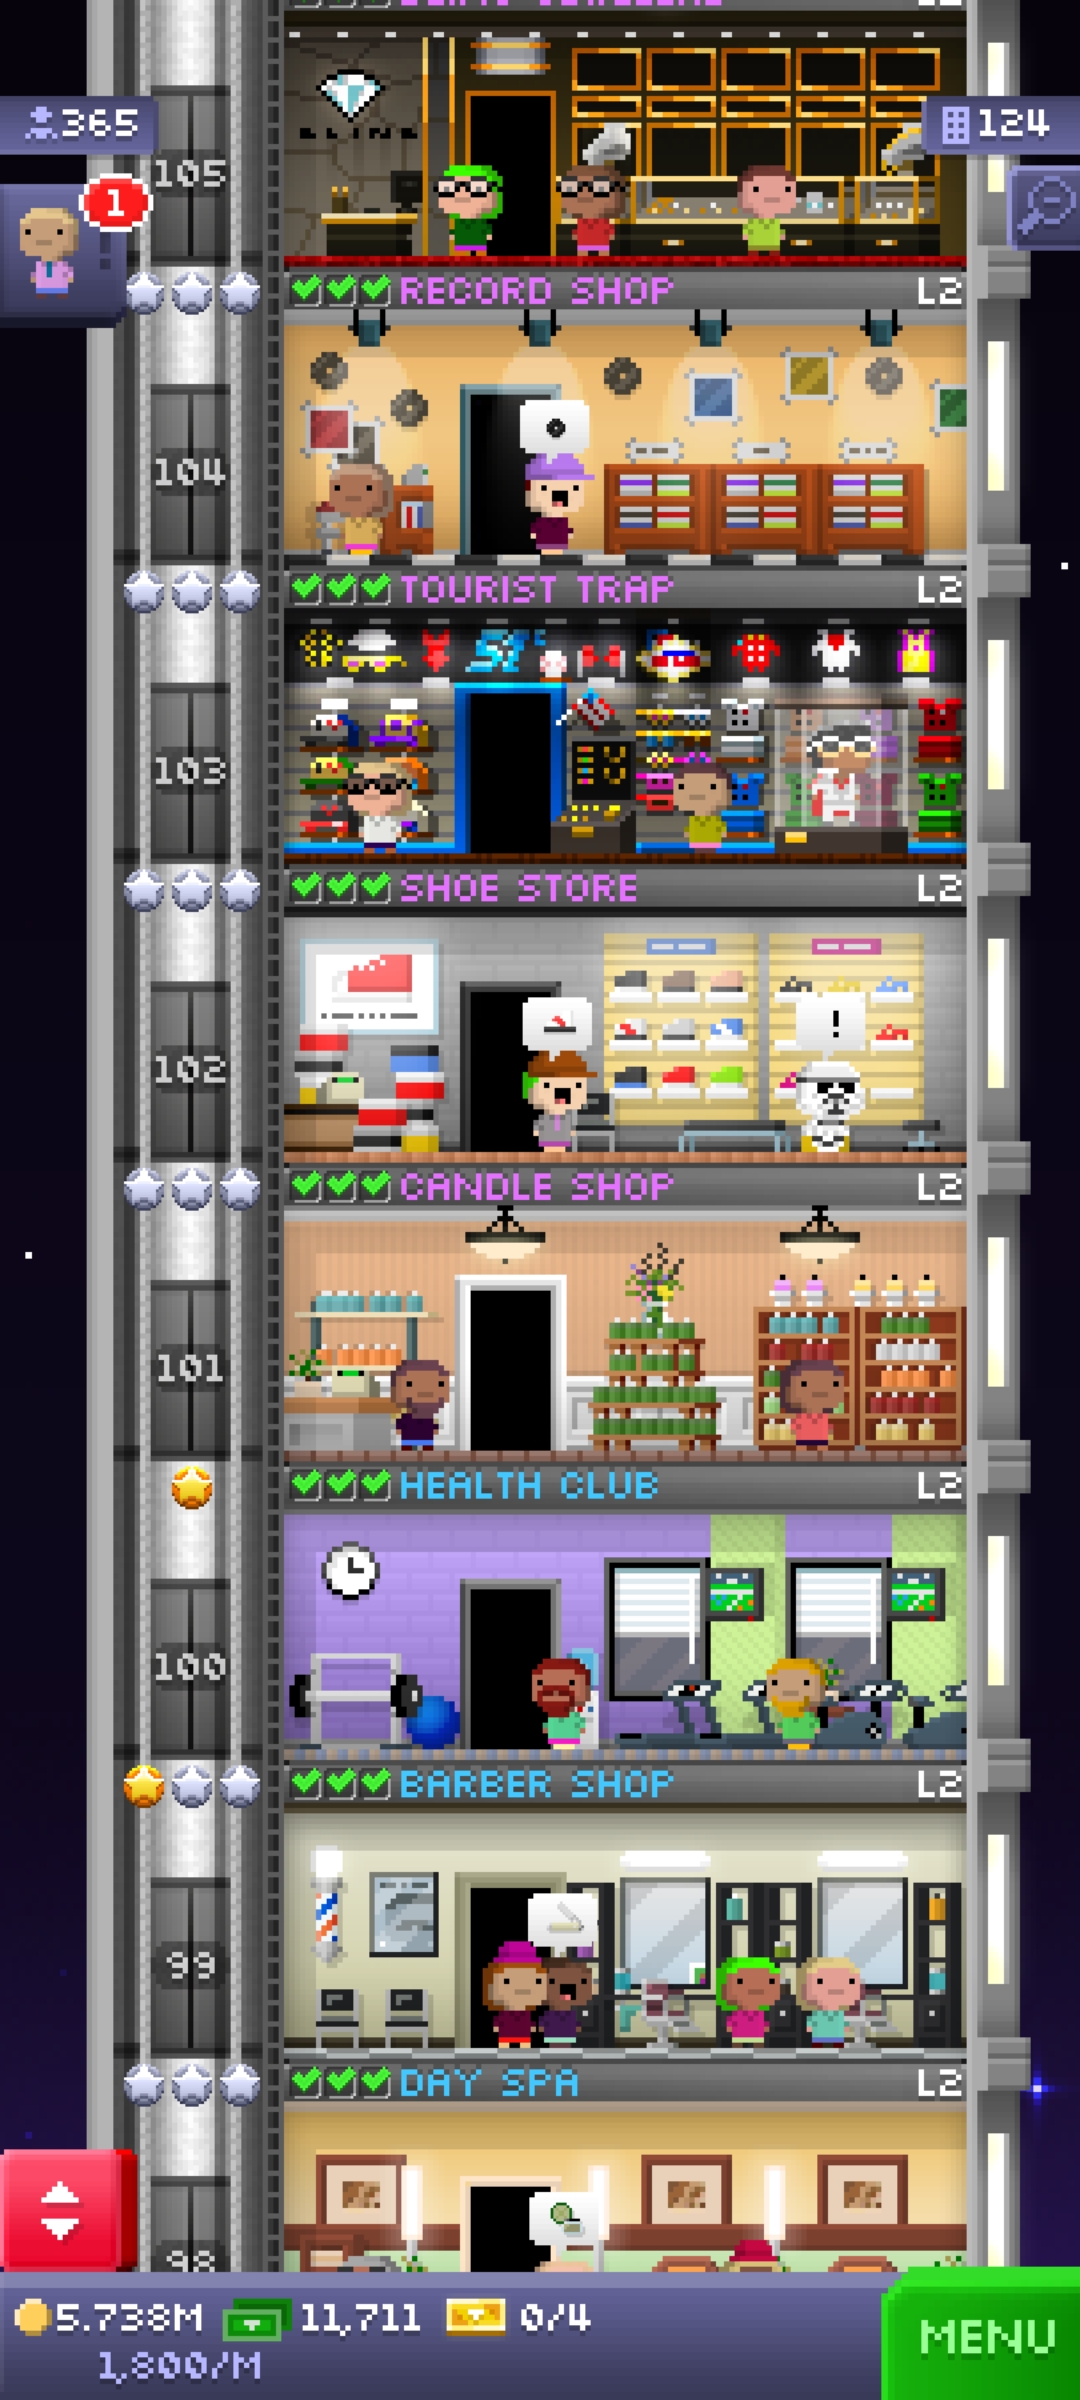 L2
BLING
365
124
105
1
RECORD SHOP
L2
104
TOURIST TRAP
L2
103
SHOE STORE
L2
102
!
CANDLE SHOP
L2
101
HEALTH CLUB
L2
100
BARBER SHOP
L2
99
DAY SPA
L2
98
5.738M 11,711 0/4
1,800/M
MENU